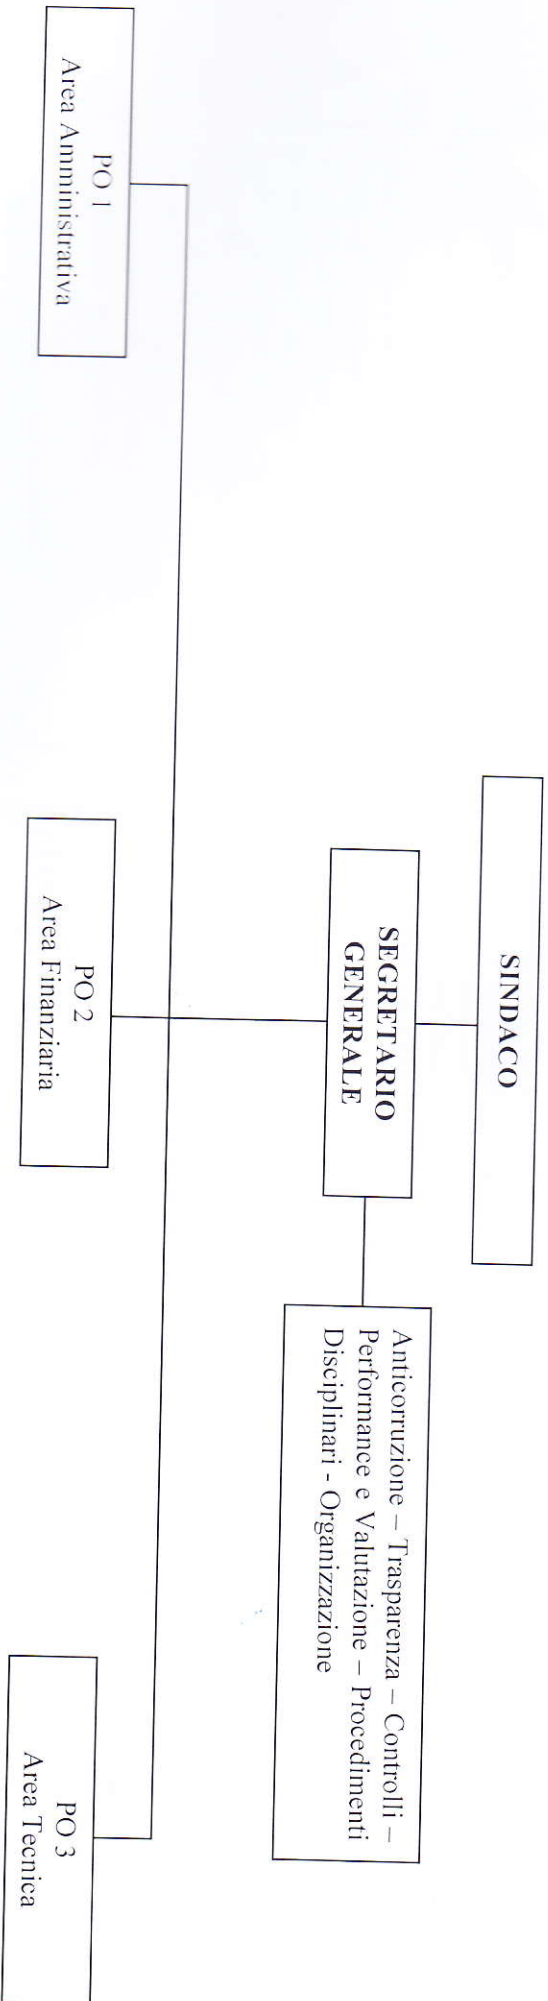 SINDACO
SEGRETARIO
GENERALE
Anticorruzione – Trasparenza – Controlli –
Performance e Valutazione – Procedimenti
Disciplinari - Organizzazione
PO 1
Area Amministrativa
PO 2
Area Finanziaria
PO 3
Area Tecnica